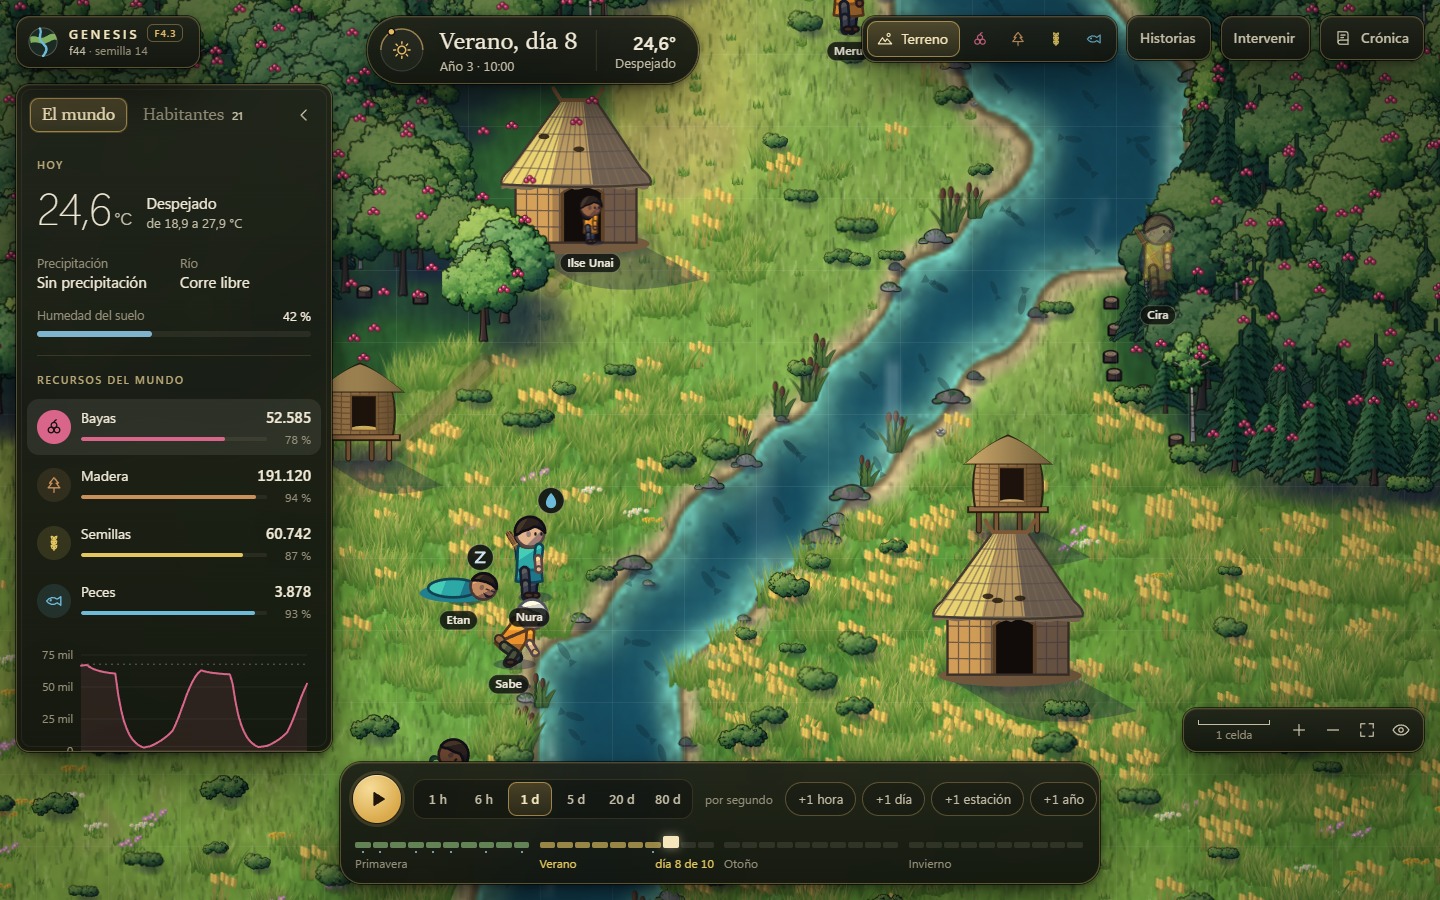 GENESIS F4.3
f44 · semilla 14
Verano, día 8
Año 3 · 10:00
24,6°
Despejado
Meru
Terreno
Historias
Intervenir
Crónica
El mundo
Habitantes 21
HOY
24,6 °C
Despejado
de 18,9 a 27,9 °C
Precipitación
Sin precipitación
Río
Corre libre
Humedad del suelo 42 %
RECURSOS DEL MUNDO
Bayas 52.585
78 %
Madera 191.120
94 %
Semillas 60.742
87 %
Peces 3.878
93 %
75 mil
50 mil
25 mil
0
Ilse Unai
Cira
Z
Etan
Nura
Sabe
1 celda
1 h
6 h
1 d
5 d
20 d
80 d
por segundo
+1 hora
+1 día
+1 estación
+1 año
Primavera
Verano
día 8 de 10
Otoño
Invierno